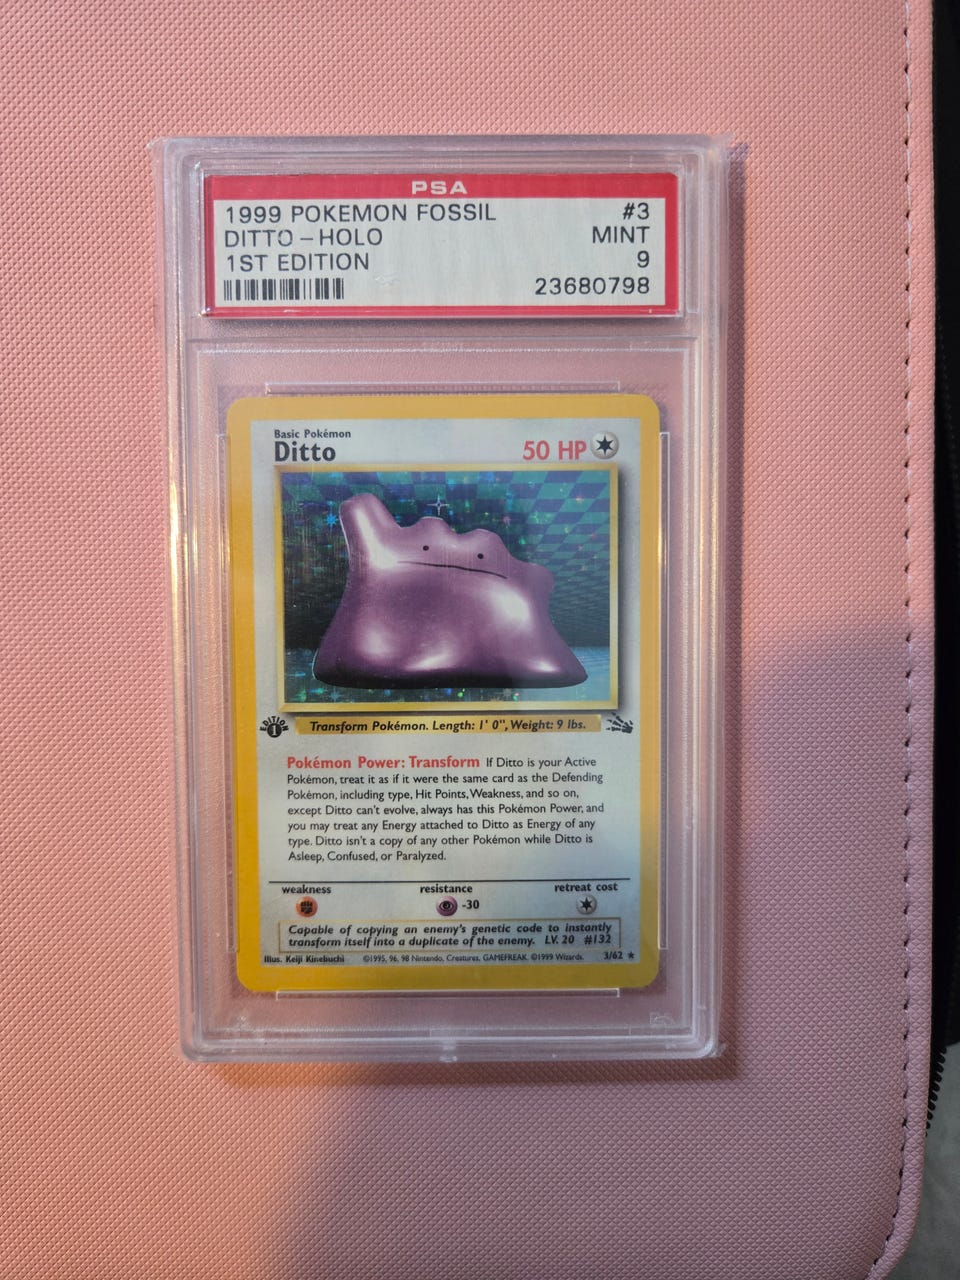 PSA
1999 POKEMON FOSSIL #3
DITTO – HOLO MINT
1ST EDITION 9
23680798
Basic Pokémon
Ditto 50 HP
EDITION
1
Transform Pokémon. Length: 1' 0", Weight: 9 lbs.
Pokémon Power: Transform If Ditto is your Active
Pokémon, treat it as if it were the same card as the Defending
Pokémon, including type, Hit Points, Weakness, and so on,
except Ditto can't evolve, always has this Pokémon Power, and
you may treat any Energy attached to Ditto as Energy of any
type. Ditto isn't a copy of any other Pokémon while Ditto is
Asleep, Confused, or Paralyzed.
weakness resistance retreat cost
-30
Capable of copying an enemy's genetic code to instantly
transform itself into a duplicate of the enemy. LV. 20 #132
Illus. Keiji Kinebuchi ©1995, 96, 98 Nintendo, Creatures, GAMEFREAK. ©1999 Wizards. 3/62 ★